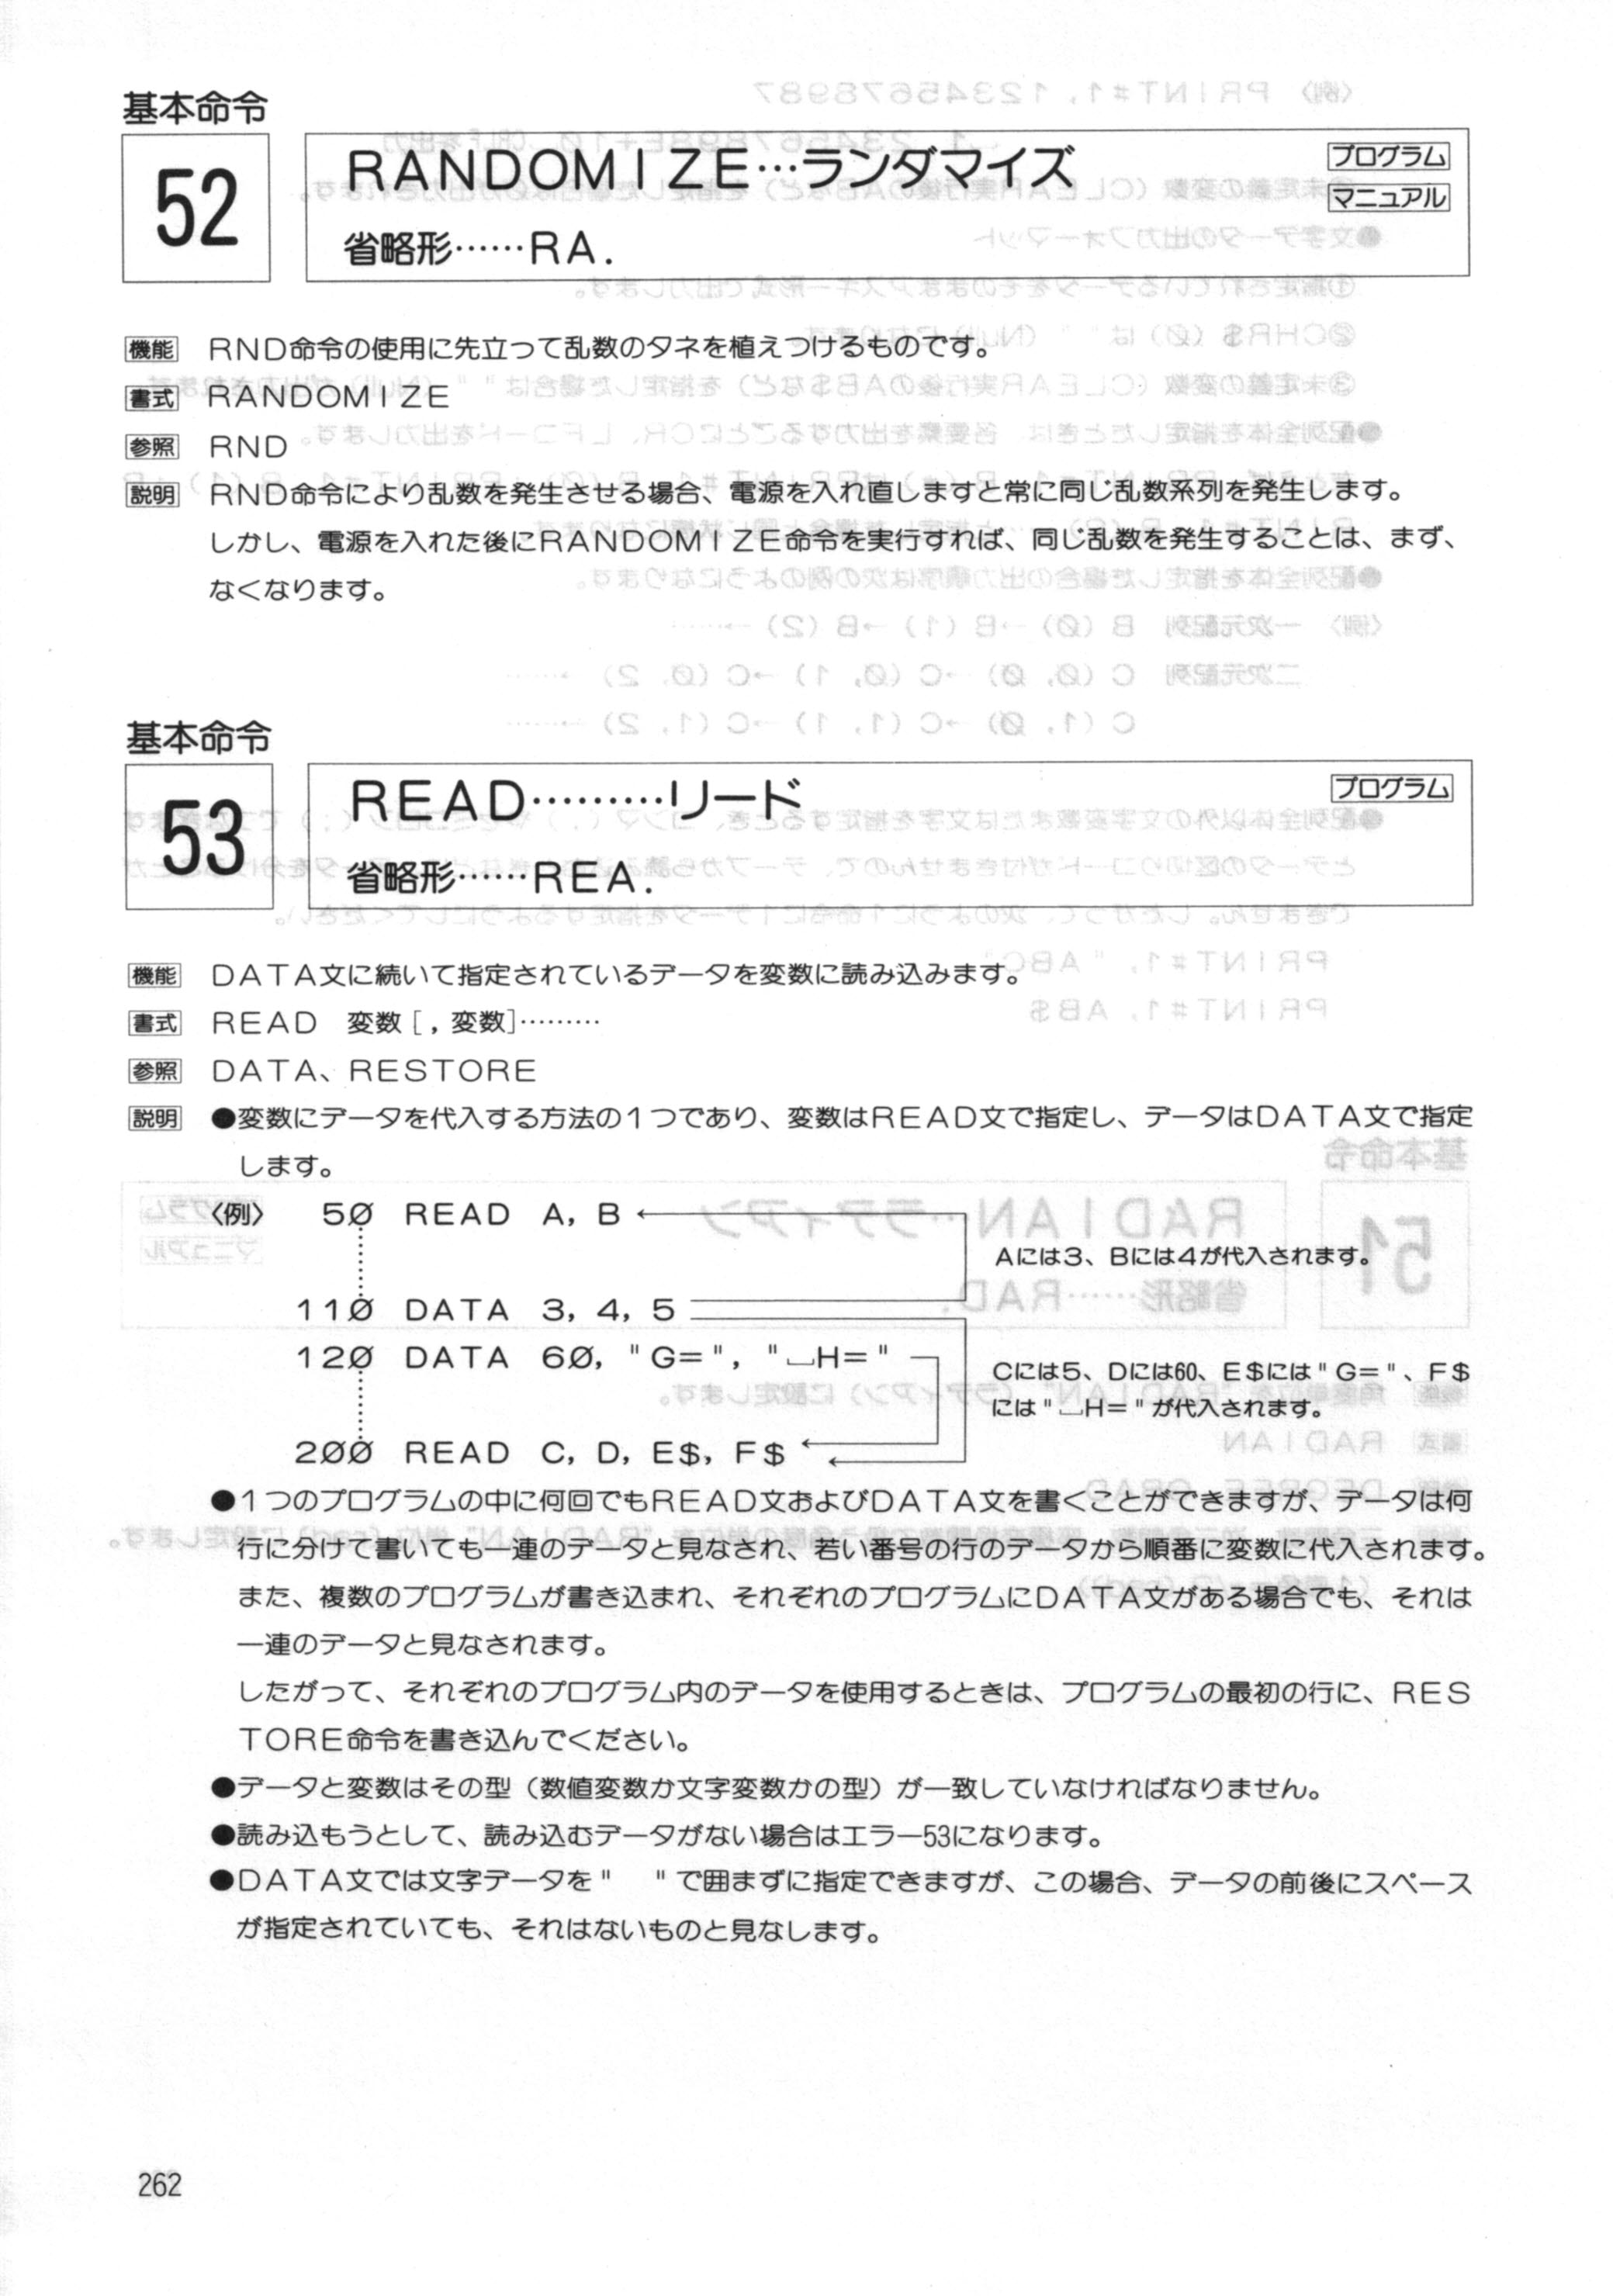 基本命令
52
RANDOMIZE…ランダマイズ
プログラム
マニュアル
省略形……RA.
機能 RND命令の使用に先立って乱数のタネを植えつけるものです。
書式 RANDOMIZE
参照 RND
説明 RND命令により乱数を発生させる場合、電源を入れ直しますと常に同じ乱数系列を発生します。
しかし、電源を入れた後にRANDOMIZE命令を実行すれば、同じ乱数を発生することは、まず、
なくなります。
基本命令
53
READ………リード
プログラム
省略形……REA.
機能 DATA文に続いて指定されているデータを変数に読み込みます。
書式 READ 変数[,変数]………
参照 DATA、RESTORE
説明 ●変数にデータを代入する方法の1つであり、変数はREAD文で指定し、データはDATA文で指定
します。
〈例〉 5Ø READ A, B
Aには3、Bには4が代入されます。
11Ø DATA 3, 4, 5
12Ø DATA 6Ø, "G=", "␣H="
Cには5、Dには60、E$には"G="、F$
には"␣H="が代入されます。
2ØØ READ C, D, E$, F$
●1つのプログラムの中に何回でもREAD文およびDATA文を書くことができますが、データは何
行に分けて書いても一連のデータと見なされ、若い番号の行のデータから順番に変数に代入されます。
また、複数のプログラムが書き込まれ、それぞれのプログラムにDATA文がある場合でも、それは
一連のデータと見なされます。
したがって、それぞれのプログラム内のデータを使用するときは、プログラムの最初の行に、RES
TORE命令を書き込んでください。
●データと変数はその型（数値変数か文字変数かの型）が一致していなければなりません。
●読み込もうとして、読み込むデータがない場合はエラー53になります。
●DATA文では文字データを"　"で囲まずに指定できますが、この場合、データの前後にスペース
が指定されていても、それはないものと見なします。
262